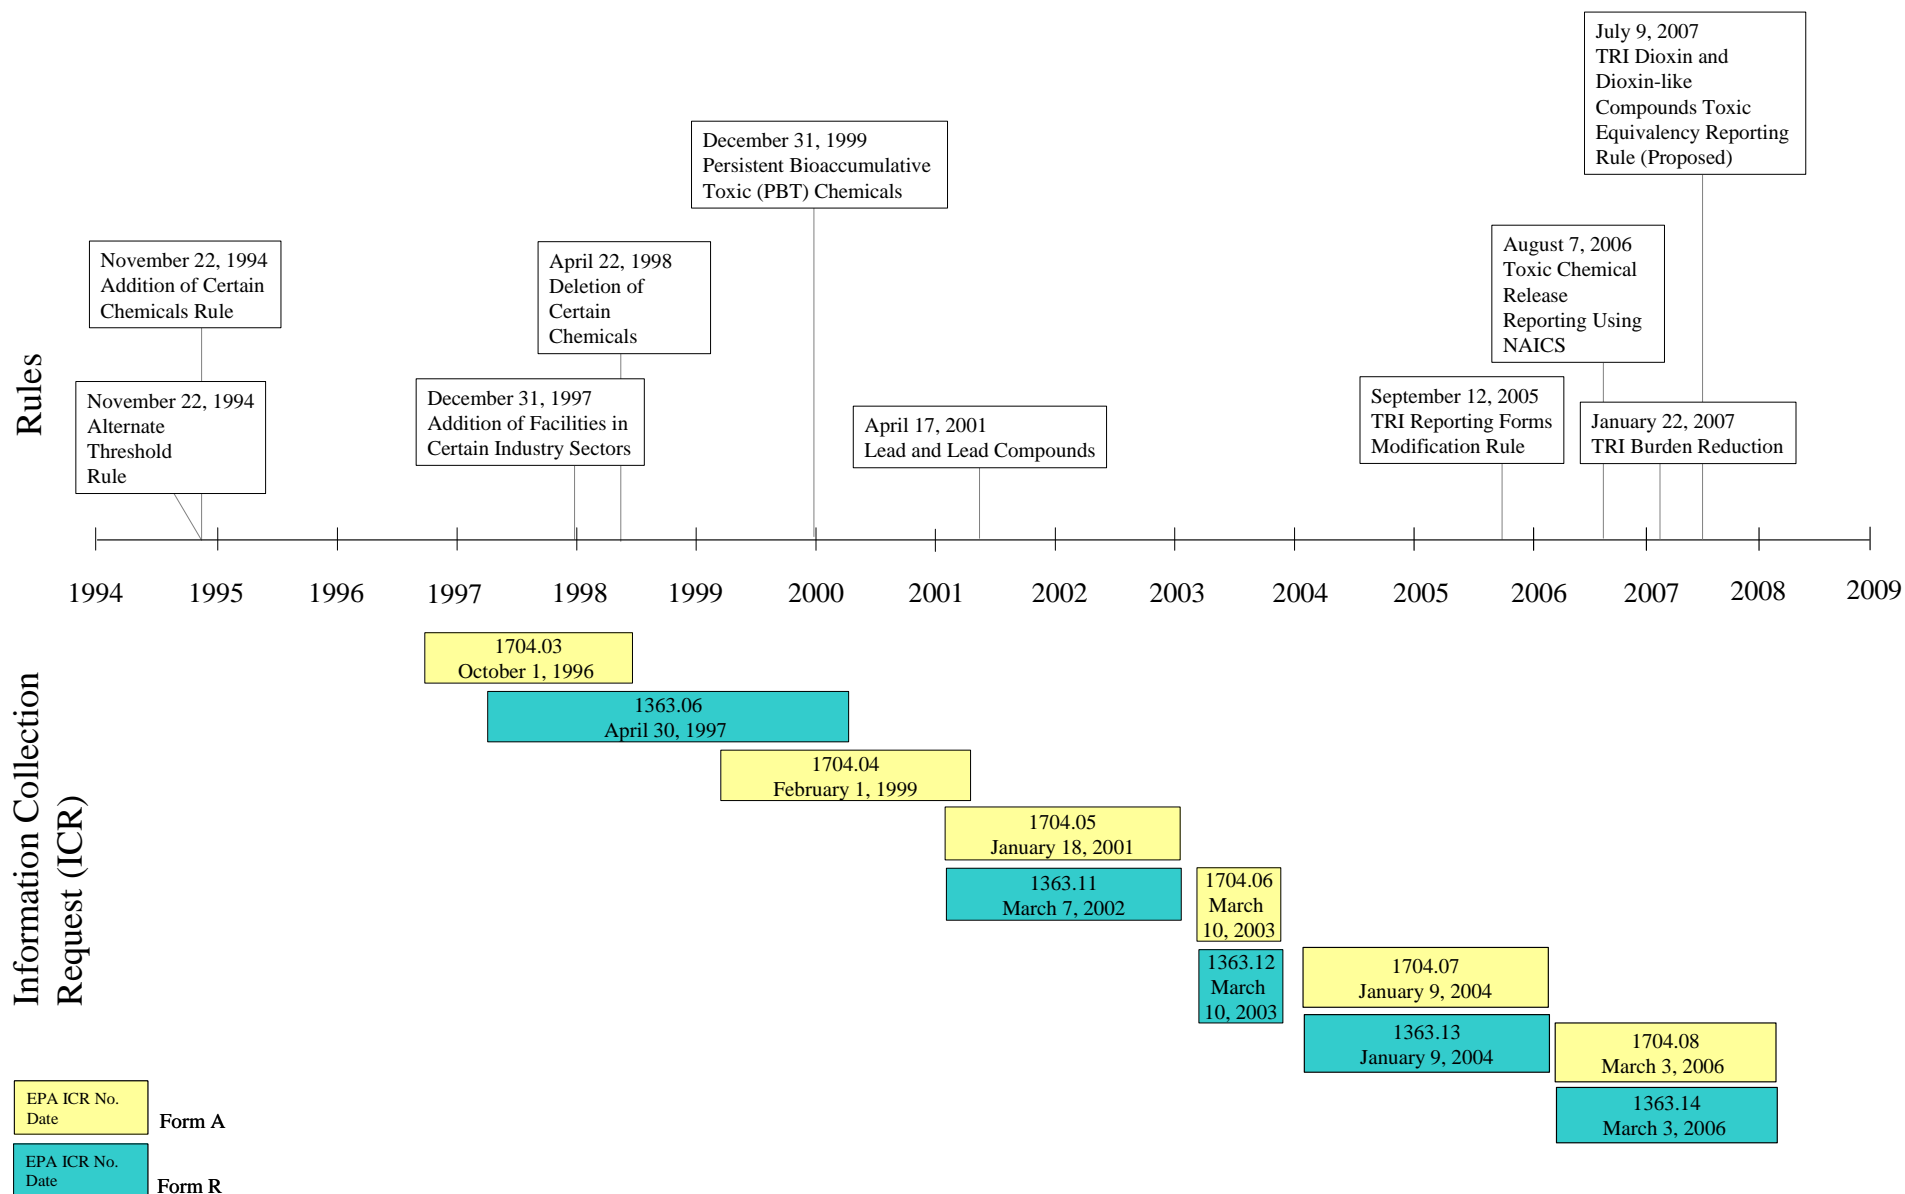 July 9, 2007
TRI Dioxin and
Dioxin-like
Compounds Toxic
Equivalency Reporting
Rule (Proposed)
December 31, 1999
Persistent Bioaccumulative
Toxic (PBT) Chemicals
November 22, 1994
Addition of Certain
Chemicals Rule
April 22, 1998
Deletion of
Certain
Chemicals
August 7, 2006
Toxic Chemical
Release
Reporting Using
NAICS
Rules
November 22, 1994
Alternate
Threshold
Rule
December 31, 1997
Addition of Facilities in
Certain Industry Sectors
April 17, 2001
Lead and Lead Compounds
September 12, 2005
TRI Reporting Forms
Modification Rule
January 22, 2007
TRI Burden Reduction
1994 1995 1996 1997 1998 1999 2000 2001 2002 2003 2004 2005 2006 2007 2008 2009
Information Collection
Request (ICR)
1704.03
October 1, 1996
1363.06
April 30, 1997
1704.04
February 1, 1999
1704.05
January 18, 2001
1363.11
March 7, 2002
1704.06
March
10, 2003
1363.12
March
10, 2003
1704.07
January 9, 2004
1363.13
January 9, 2004
1704.08
March 3, 2006
1363.14
March 3, 2006
EPA ICR No.
Date
Form A
EPA ICR No.
Date
Form R